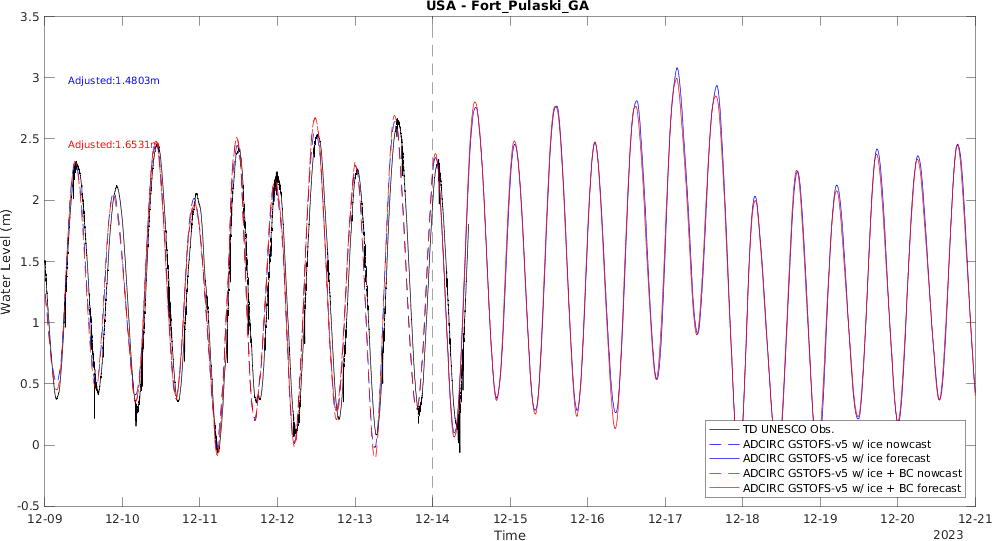 USA - Fort_Pulaski_GA
3.5
3
2.5
2
1.5
1
0.5
0
-0.5
Water Level (m)
Adjusted:1.4803m
Adjusted:1.6531m
TD UNESCO Obs.
ADCIRC GSTOFS-v5 w/ ice nowcast
ADCIRC GSTOFS-v5 w/ ice forecast
ADCIRC GSTOFS-v5 w/ ice + BC nowcast
ADCIRC GSTOFS-v5 w/ ice + BC forecast
12-09 12-10 12-11 12-12 12-13 12-14 12-15 12-16 12-17 12-18 12-19 12-20 12-21
Time
2023